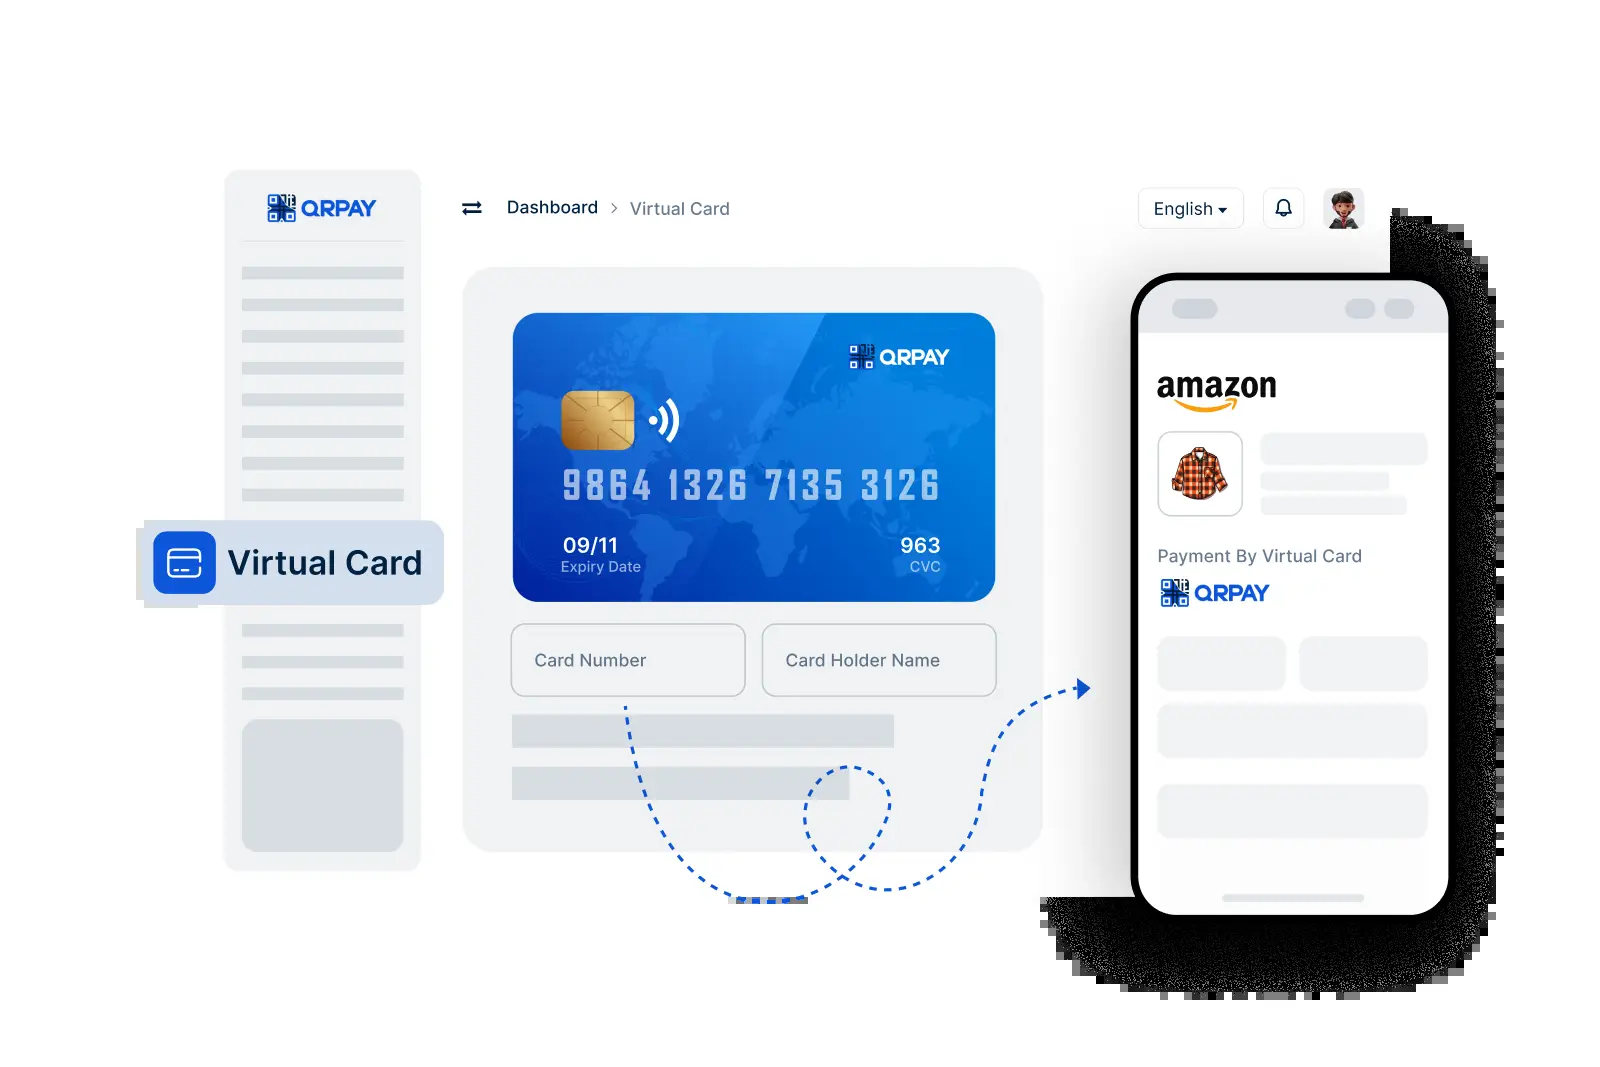 QRPAY
Dashboard > Virtual Card
English
Virtual Card
QRPAY
9864 1326 7135 3126
09/11
Expiry Date
963
CVC
Card Number
Card Holder Name
amazon
Payment By Virtual Card
QRPAY